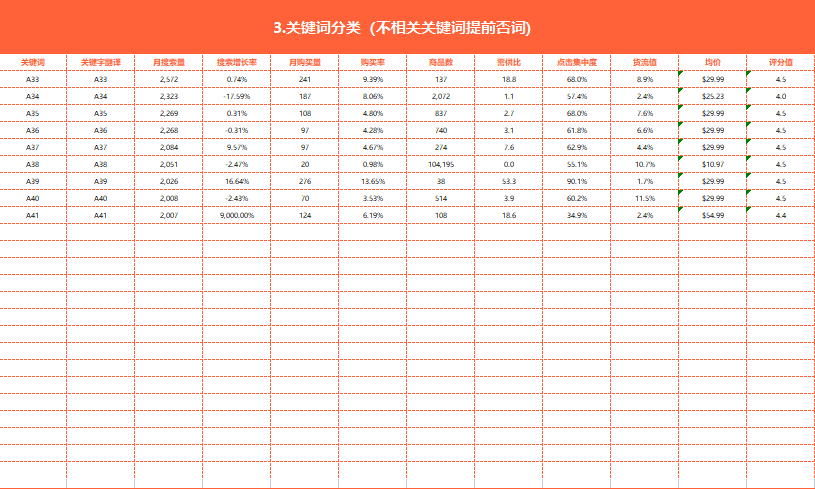 3.关键词分类 (不相关关键词提前否词)
关键词 关键字翻译 月搜索量 搜索增长率 月购买量 购买率 商品数 需供比 点击集中度 货流值 均价 评分值
A33 A33 2,572 0.74% 241 9.39% 137 18.8 68.0% 8.9% $29.99 4.5
A34 A34 2,323 -17.59% 187 8.06% 2,072 1.1 57.4% 2.4% $25.23 4.0
A35 A35 2,269 0.31% 108 4.80% 837 2.7 68.0% 7.6% $29.99 4.5
A36 A36 2,268 -0.31% 97 4.28% 740 3.1 61.8% 6.6% $29.99 4.5
A37 A37 2,084 9.57% 97 4.67% 274 7.6 62.9% 4.4% $29.99 4.5
A38 A38 2,051 -2.47% 20 0.98% 104,195 0.0 55.1% 10.7% $10.97 4.5
A39 A39 2,026 16.64% 276 13.65% 38 53.3 90.1% 1.7% $29.99 4.5
A40 A40 2,008 -2.43% 70 3.53% 514 3.9 60.2% 11.5% $29.99 4.5
A41 A41 2,007 9,000.00% 124 6.19% 108 18.6 34.9% 2.4% $54.99 4.4